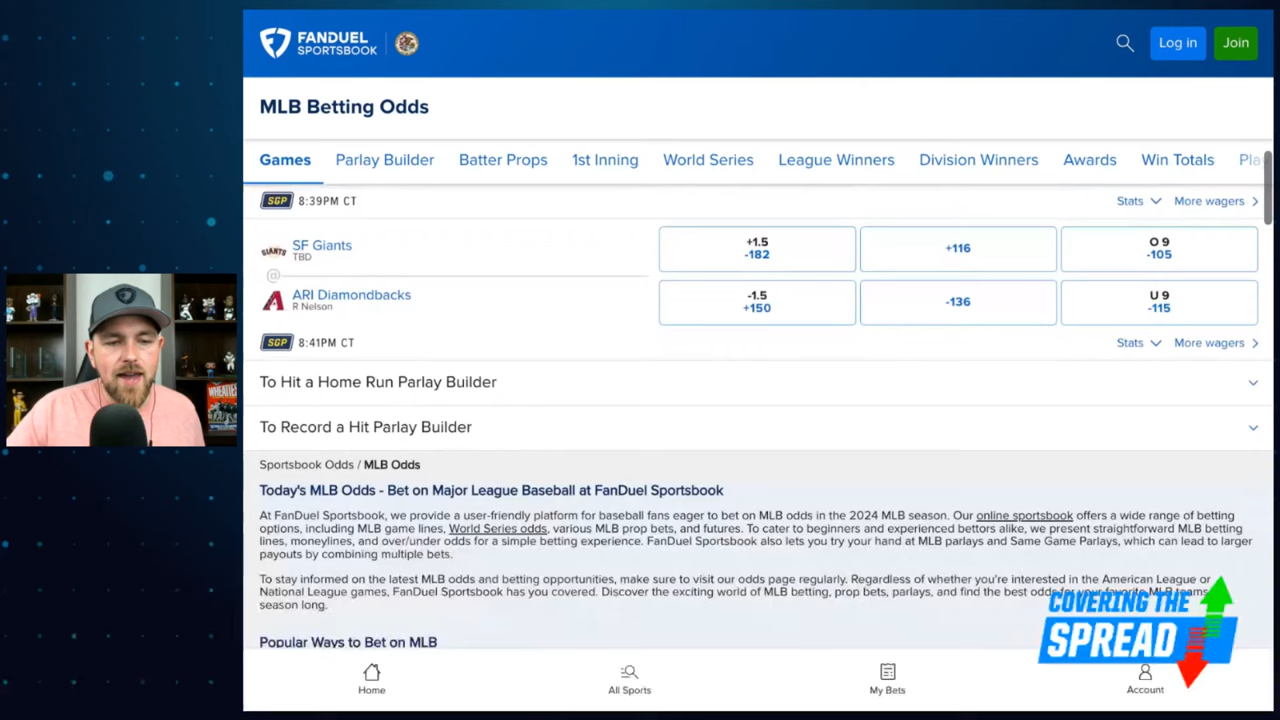 FANDUEL
SPORTSBOOK
Log in
Join
MLB Betting Odds
Games Parlay Builder Batter Props 1st Inning World Series League Winners Division Winners Awards Win Totals Pla
SGP 8:39PM CT Stats More wagers
SF Giants
TBD
GIANTS
+1.5
-182
+116
O 9
-105
@
ARI Diamondbacks
R Nelson
-1.5
+150
-136
U 9
-115
SGP 8:41PM CT Stats More wagers
To Hit a Home Run Parlay Builder
To Record a Hit Parlay Builder
Sportsbook Odds / MLB Odds
Today's MLB Odds - Bet on Major League Baseball at FanDuel Sportsbook
At FanDuel Sportsbook, we provide a user-friendly platform for baseball fans eager to bet on MLB odds in the 2024 MLB season. Our online sportsbook offers a wide range of betting
options, including MLB game lines, World Series odds, various MLB prop bets, and futures. To cater to beginners and experienced bettors alike, we present straightforward MLB betting
lines, moneylines, and over/under odds for a simple betting experience. FanDuel Sportsbook also lets you try your hand at MLB parlays and Same Game Parlays, which can lead to larger
payouts by combining multiple bets.
To stay informed on the latest MLB odds and betting opportunities, make sure to visit our odds page regularly. Regardless of whether you're interested in the American League or
National League games, FanDuel Sportsbook has you covered. Discover the exciting world of MLB betting, prop bets, parlays, and find the best odds for your favorite MLB teams
season long.
Popular Ways to Bet on MLB
COVERING THE
SPREAD
Home All Sports My Bets Account
WHEATIES